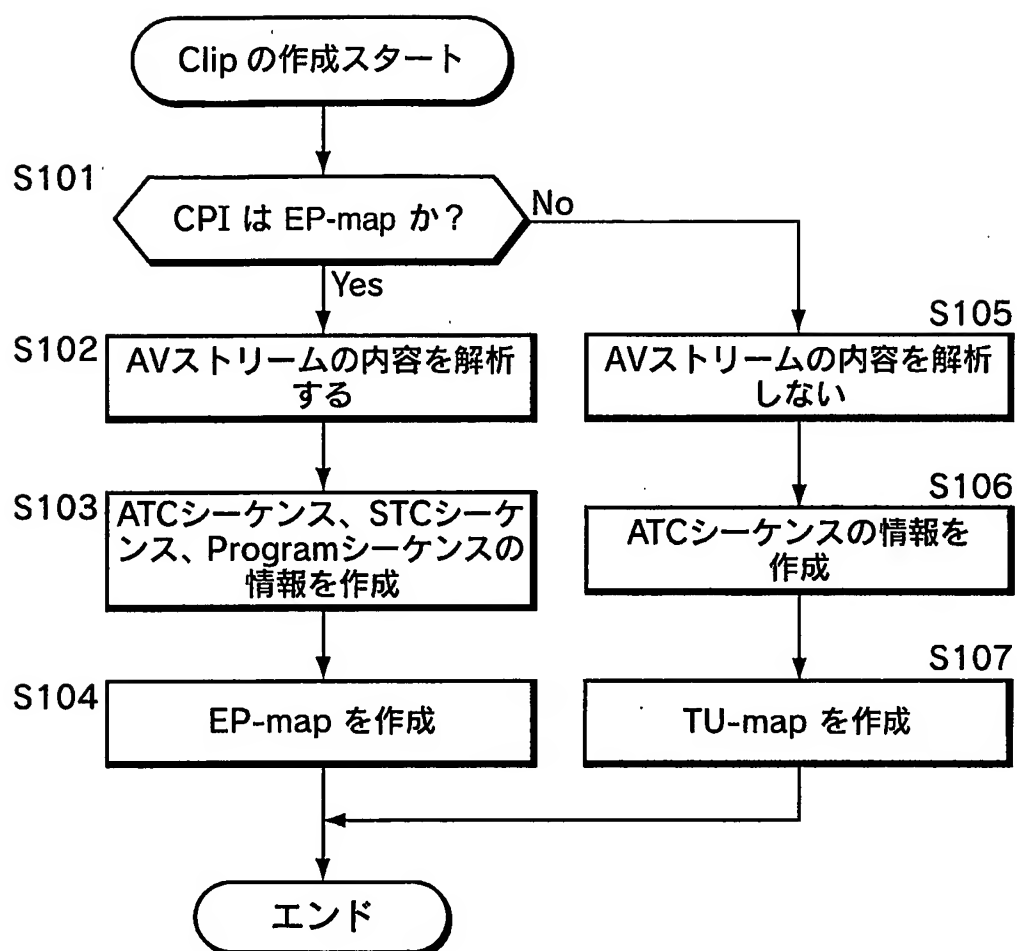 Clip の作成スタート
S101
CPI は EP-map か？
No
Yes
S102
AVストリームの内容を解析
する
S103
ATCシーケンス、STCシーケ
ンス、Programシーケンスの
情報を作成
S104
EP-map を作成
S105
AVストリームの内容を解析
しない
S106
ATCシーケンスの情報を
作成
S107
TU-map を作成
エンド